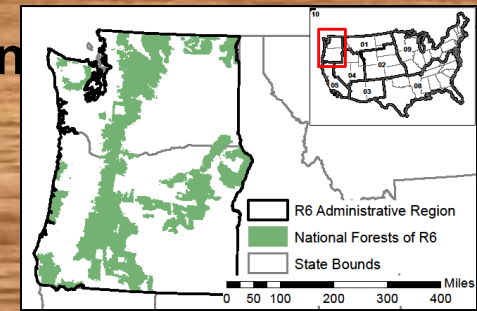 n
10
01
09
02
04
05
03
08
R6 Administrative Region
National Forests of R6
State Bounds
Miles
0 50 100 200 300 400